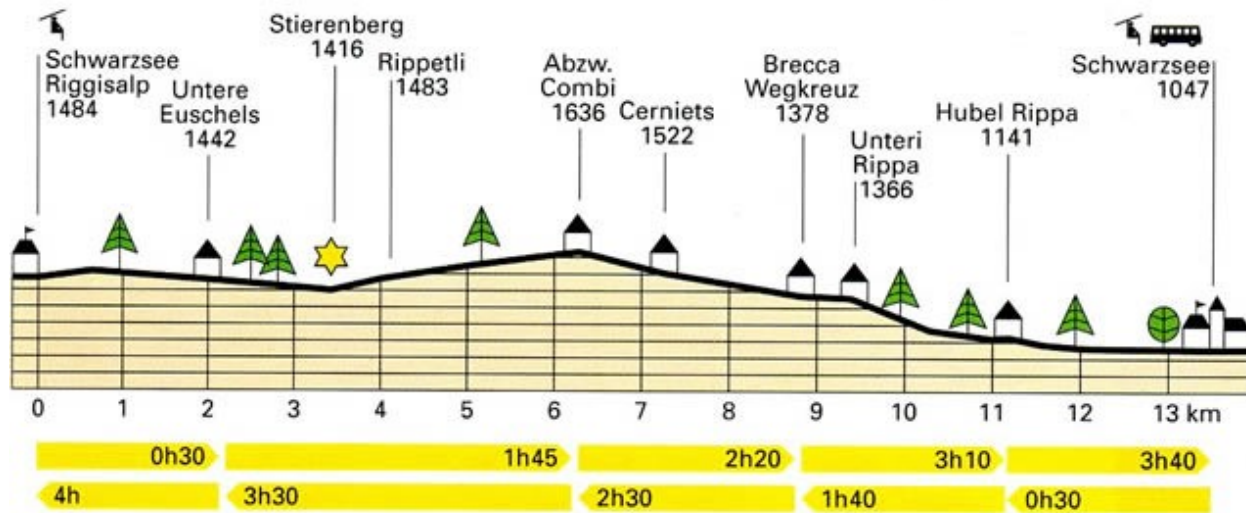 Schwarzsee
Riggisalp
1484
Untere
Euschels
1442
Stierenberg
1416
Rippetli
1483
Abzw.
Combi
1636
Cerniets
1522
Brecca
Wegkreuz
1378
Unteri
Rippa
1366
Hubel Rippa
1141
Schwarzsee
1047
0 1 2 3 4 5 6 7 8 9 10 11 12 13 km
0h30 1h45 2h20 3h10 3h40
4h 3h30 2h30 1h40 0h30